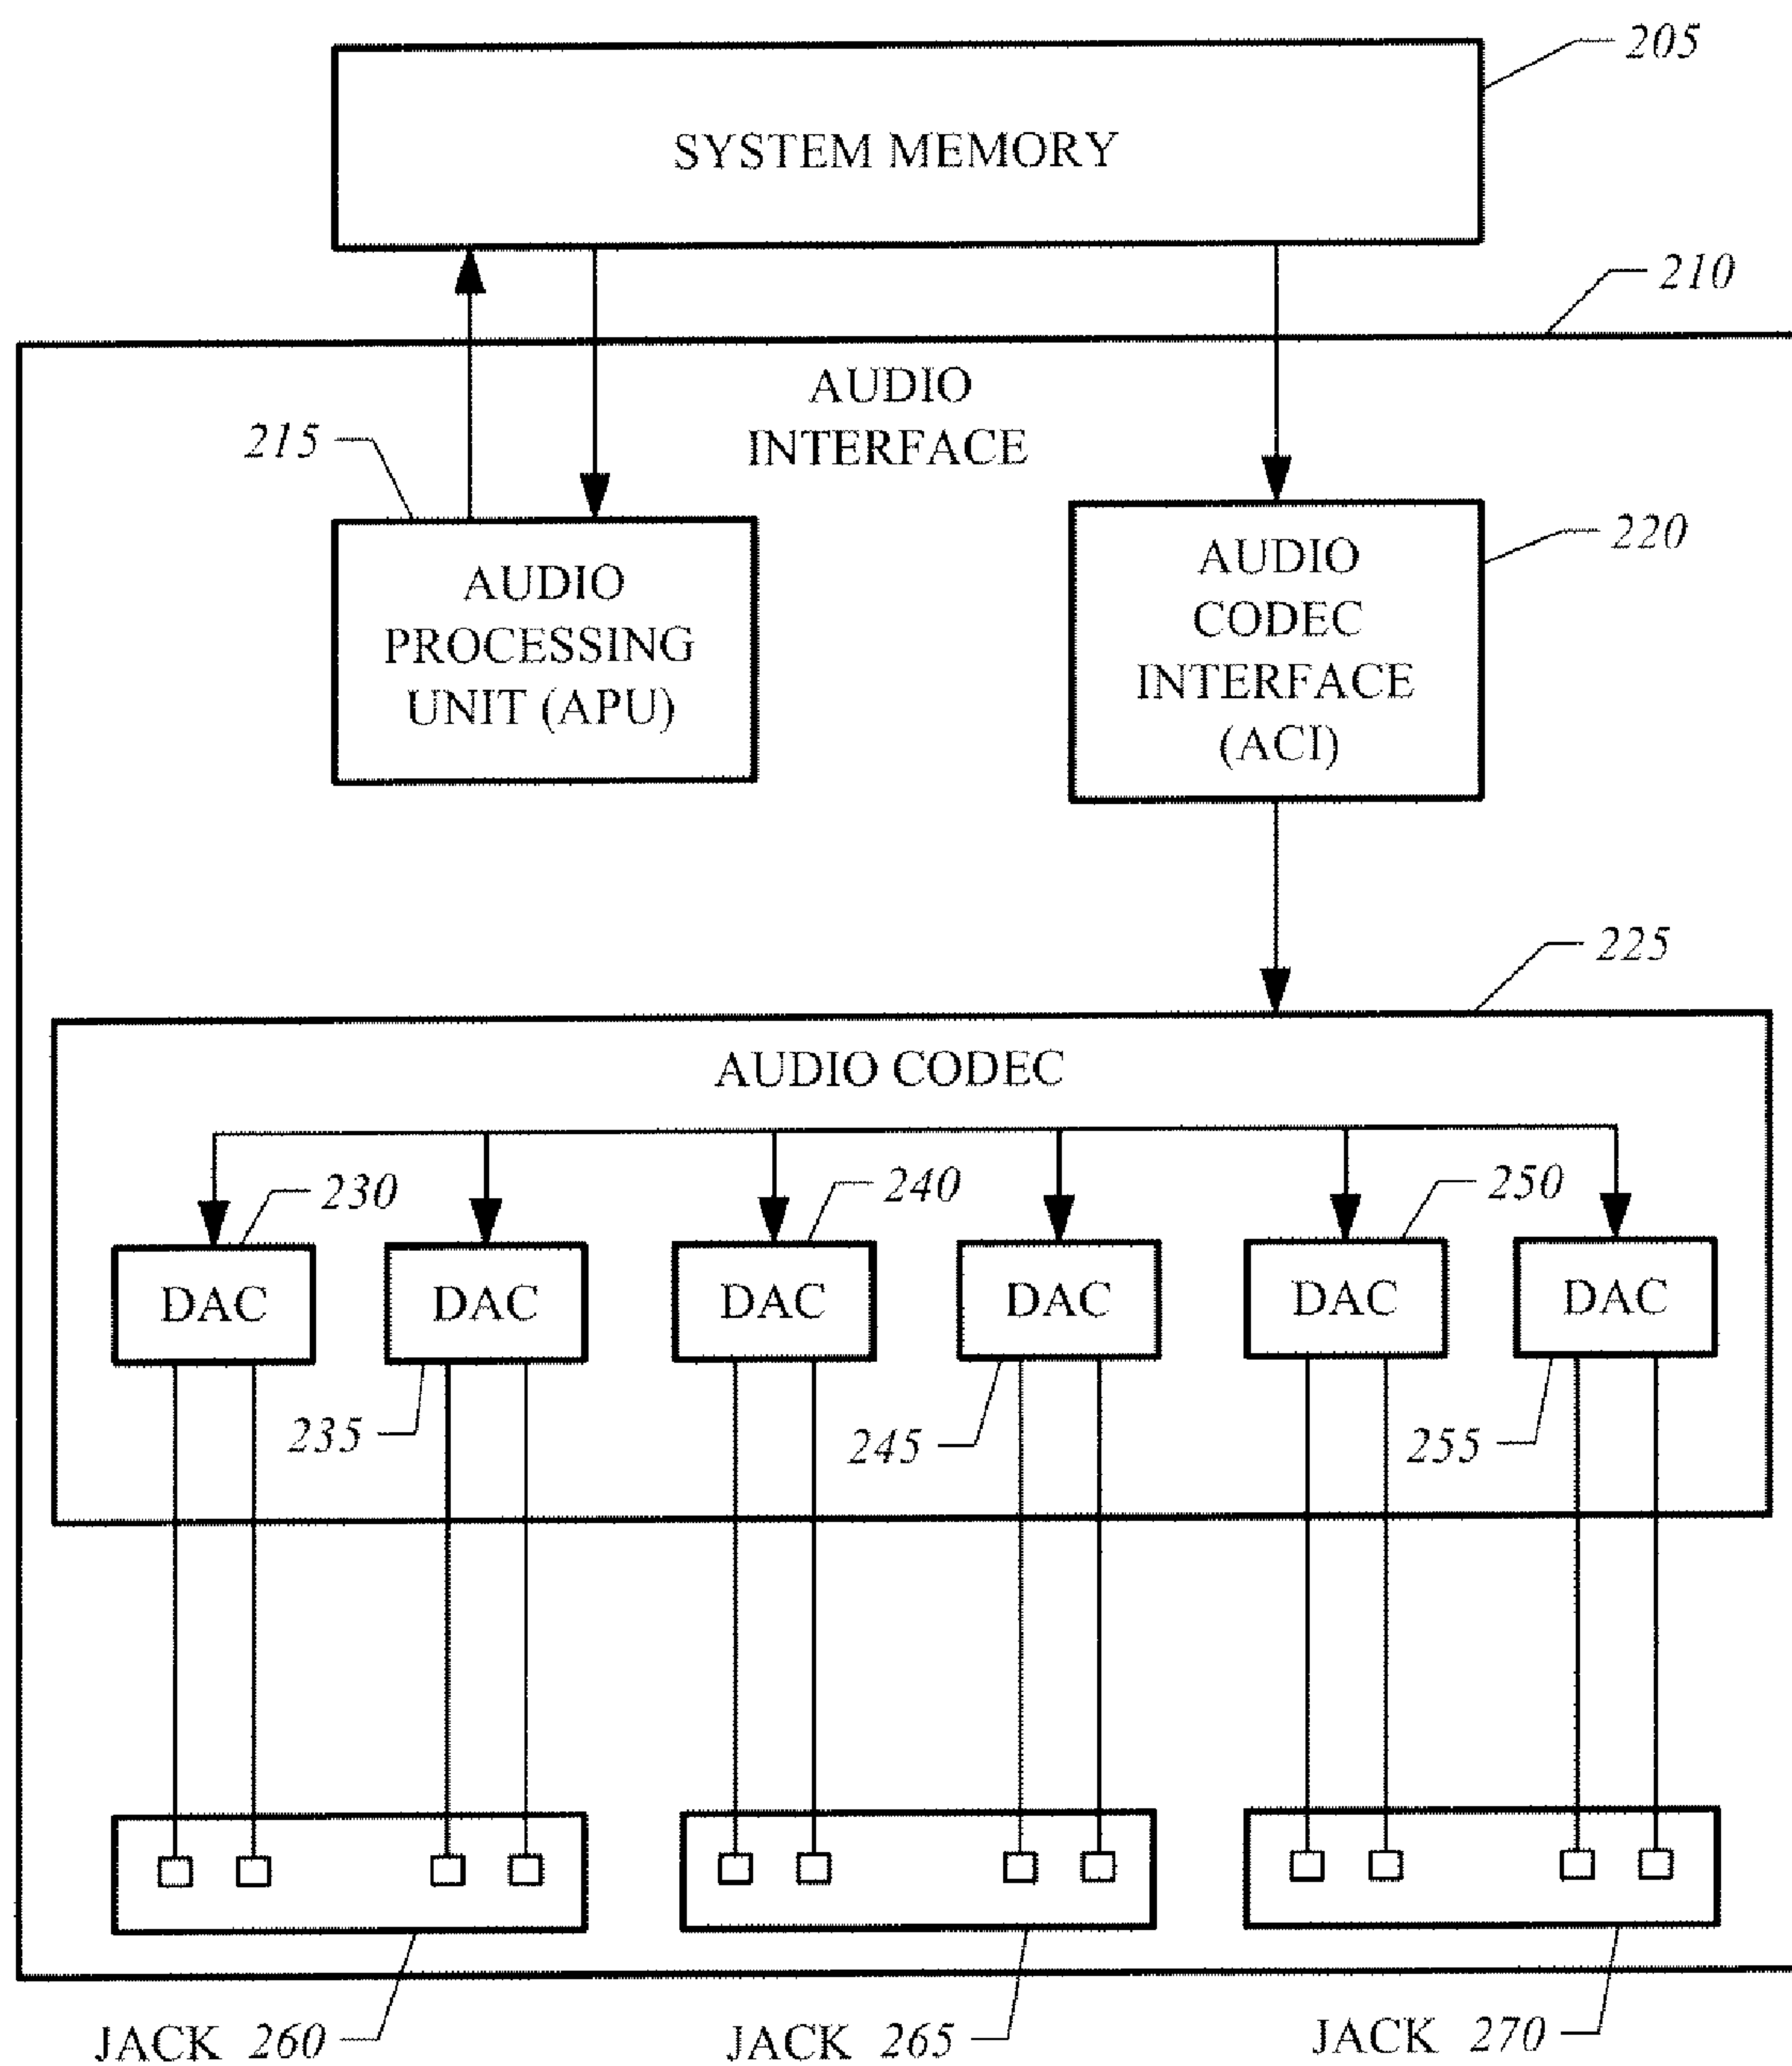 205
SYSTEM MEMORY
210
AUDIO
INTERFACE
215
AUDIO
PROCESSING
UNIT (APU)
220
AUDIO
CODEC
INTERFACE
(ACI)
225
AUDIO CODEC
230
240
250
DAC
DAC
DAC
DAC
DAC
DAC
235
245
255
JACK 260
JACK 265
JACK 270